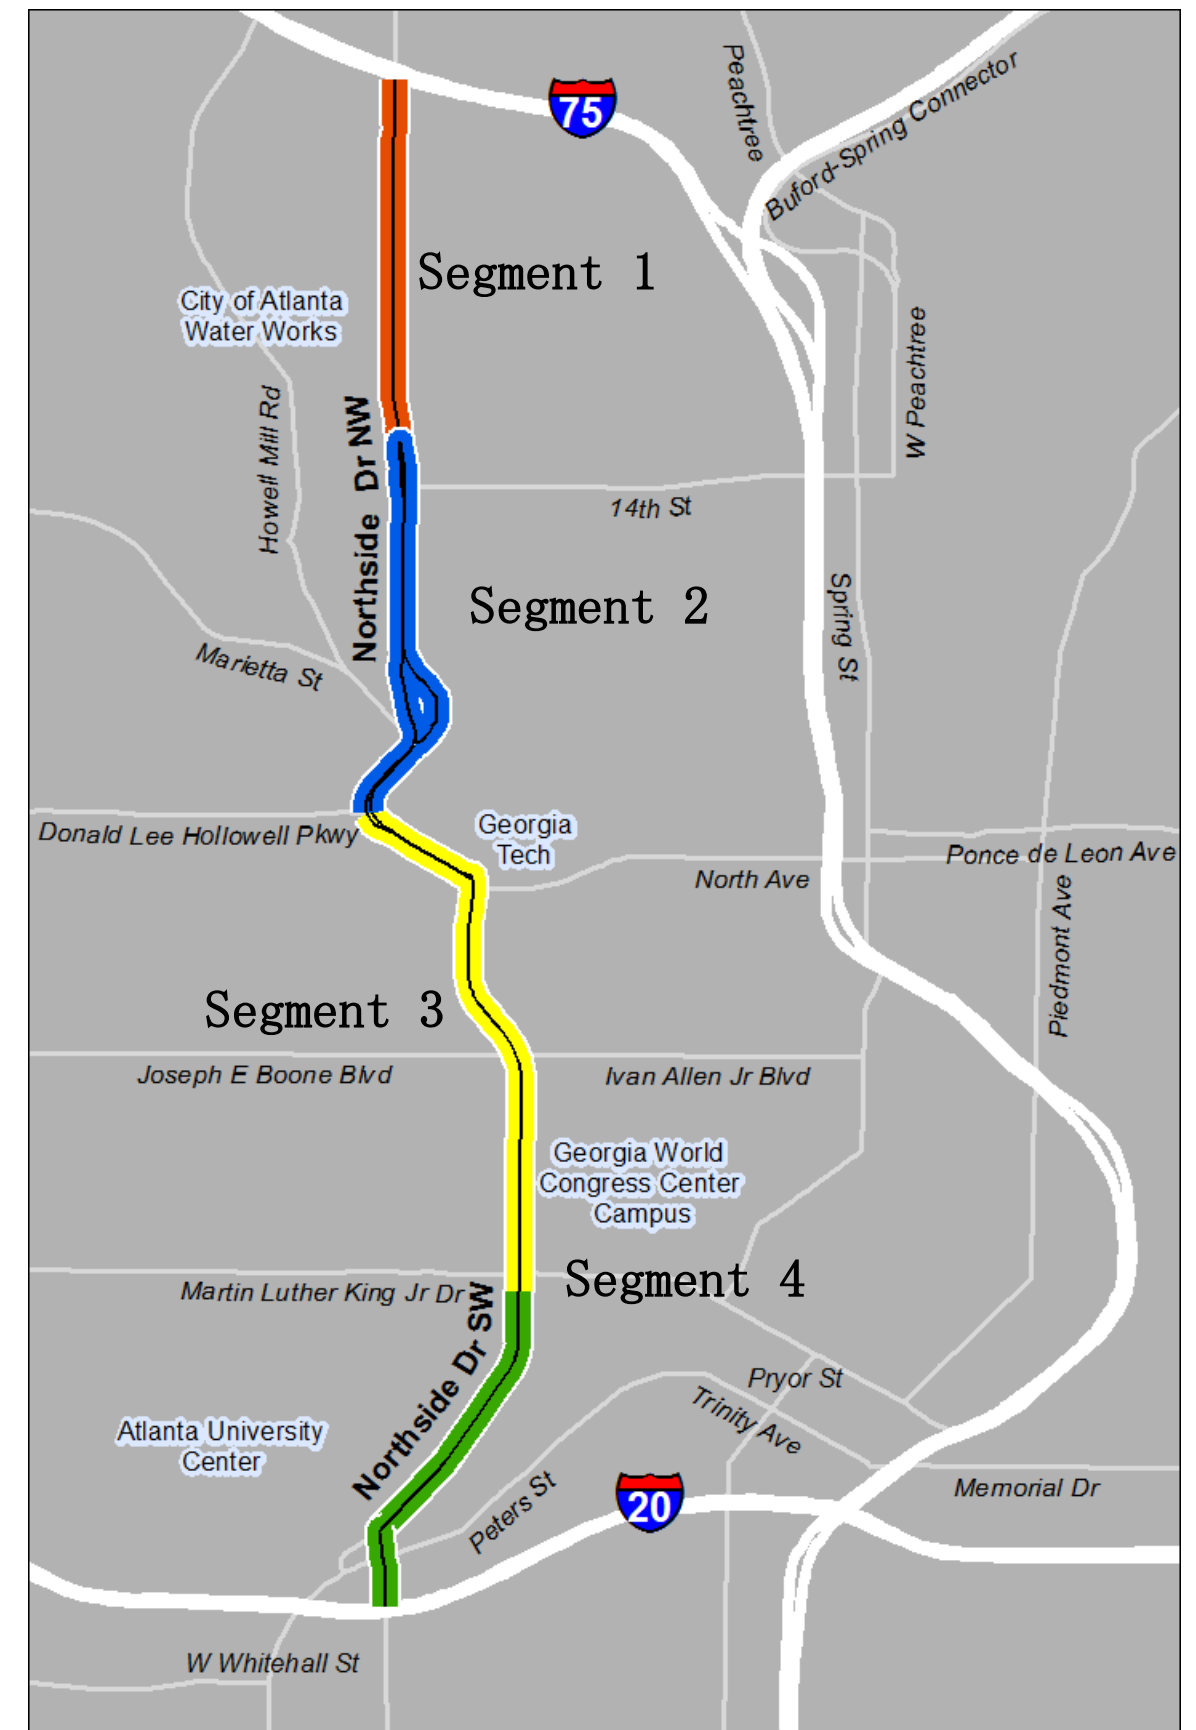 75
Peachtree
Buford-Spring Connector
Segment 1
City of Atlanta
Water Works
W Peachtree
Howell Mill Rd
Northside Dr NW
14th St
Segment 2
Spring St
Marietta St
Donald Lee Hollowell Pkwy
Georgia
Tech
North Ave
Ponce de Leon Ave
Piedmont Ave
Segment 3
Joseph E Boone Blvd
Ivan Allen Jr Blvd
Georgia World
Congress Center
Campus
Segment 4
Martin Luther King Jr Dr
Northside Dr SW
Pryor St
Trinity Ave
Atlanta University
Center
Peters St
20
Memorial Dr
W Whitehall St